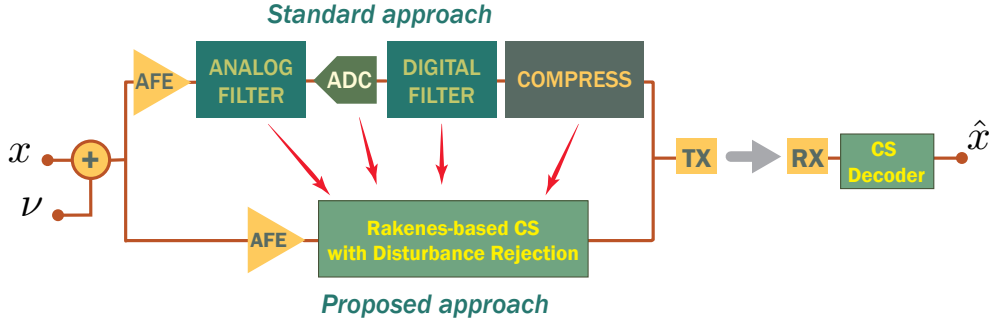 Standard approach
AFE
ANALOG
FILTER
ADC
DIGITAL
FILTER
COMPRESS
x
+
ν
TX
RX
CS
Decoder
x̂
AFE
Rakenes-based CS
with Disturbance Rejection
Proposed approach